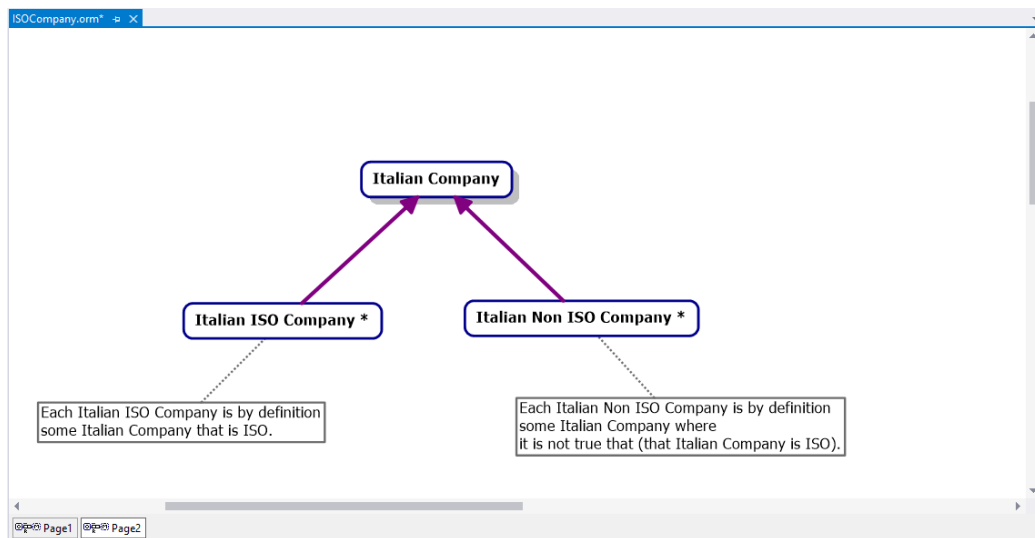 ISOCompany.orm*
Italian Company
Italian ISO Company *
Italian Non ISO Company *
Each Italian ISO Company is by definition
some Italian Company that is ISO.
Each Italian Non ISO Company is by definition
some Italian Company where
it is not true that (that Italian Company is ISO).
Page1 Page2